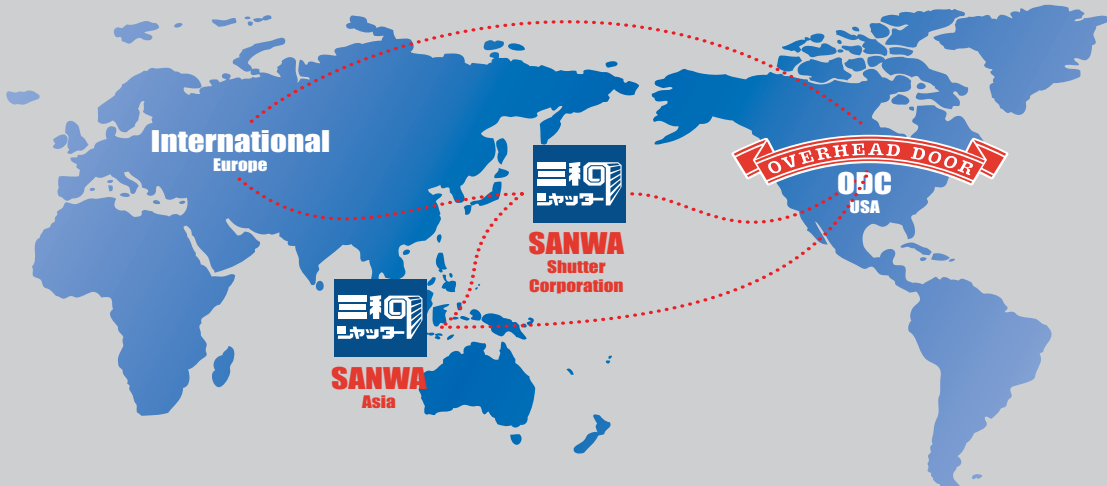 International
Europe
OVERHEAD DOOR
ODC
USA
三和
シャッター
SANWA
Shutter
Corporation
三和
シャッター
SANWA
Asia